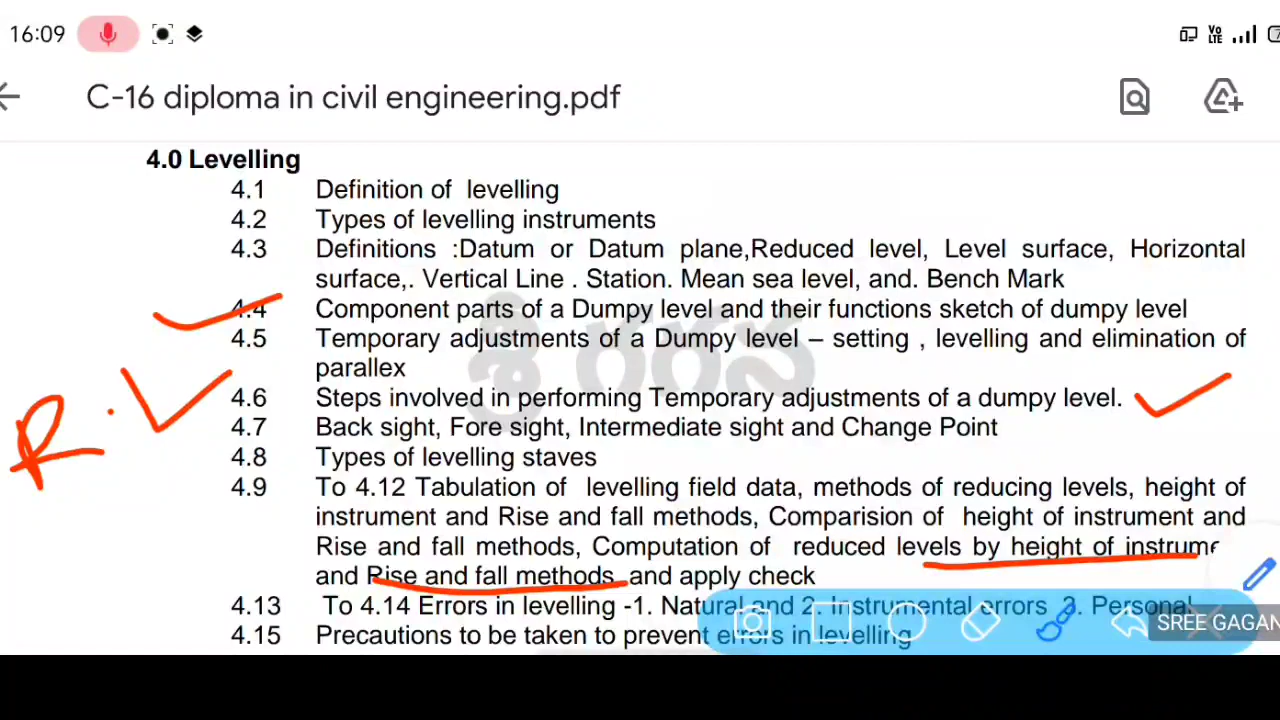 16:09
Vo LTE
C-16 diploma in civil engineering.pdf
4.0 Levelling
4.1 Definition of levelling
4.2 Types of levelling instruments
4.3 Definitions :Datum or Datum plane,Reduced level, Level surface, Horizontal
surface,. Vertical Line . Station. Mean sea level, and. Bench Mark
4.4 Component parts of a Dumpy level and their functions sketch of dumpy level
4.5 Temporary adjustments of a Dumpy level – setting , levelling and elimination of
parallex
4.6 Steps involved in performing Temporary adjustments of a dumpy level.
4.7 Back sight, Fore sight, Intermediate sight and Change Point
R.
4.8 Types of levelling staves
4.9 To 4.12 Tabulation of levelling field data, methods of reducing levels, height of
instrument and Rise and fall methods, Comparision of height of instrument and
Rise and fall methods, Computation of reduced levels by height of instrume
and Rise and fall methods and apply check
4.13 To 4.14 Errors in levelling -1. Natural and 2. Instrumental errors 3. Personal
4.15 Precautions to be taken to prevent errors in levelling
SREE GAGAN